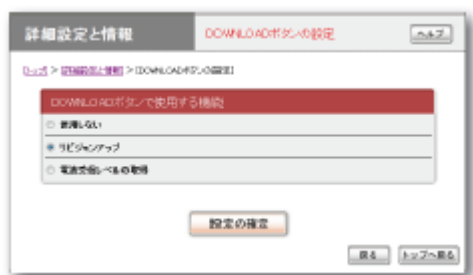 詳細設定と情報 DOWNLOADボタンの設定 ヘルプ
[トップ] > [詳細設定と情報] > [DOWNLOADボタンの設定]
DOWNLOADボタンで使用する機能
使用しない
リビジョンアップ
電波受信レベルの取得
設定の確定
戻る トップへ戻る